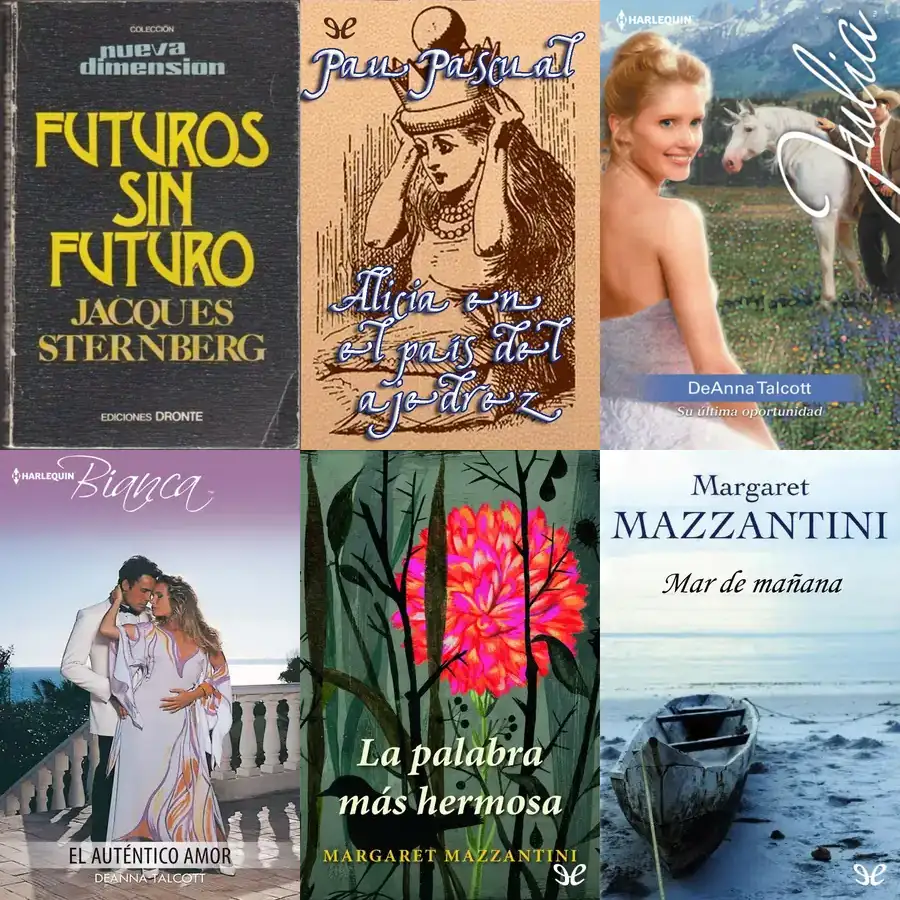 COLECCIÓN
nueva
dimension
FUTUROS
SIN
FUTURO
JACQUES
STERNBERG
EDICIONES DRONTE
Pau Pascual
Alicia en
el país del
ajedrez
HARLEQUIN
Julia
DeAnna Talcott
Su última oportunidad
HARLEQUIN
Bianca
EL AUTÉNTICO AMOR
DEANNA TALCOTT
La palabra
más hermosa
MARGARET MAZZANTINI
Margaret
MAZZANTINI
Mar de mañana